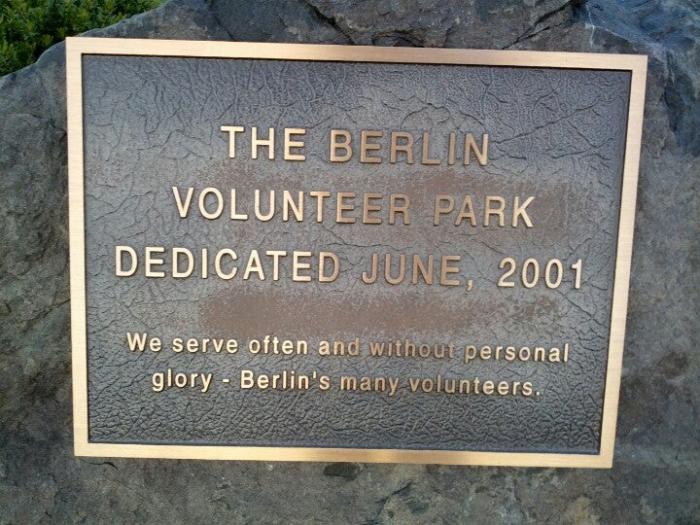 THE BERLIN
VOLUNTEER PARK
DEDICATED JUNE, 2001
We serve often and without personal
glory - Berlin's many volunteers.